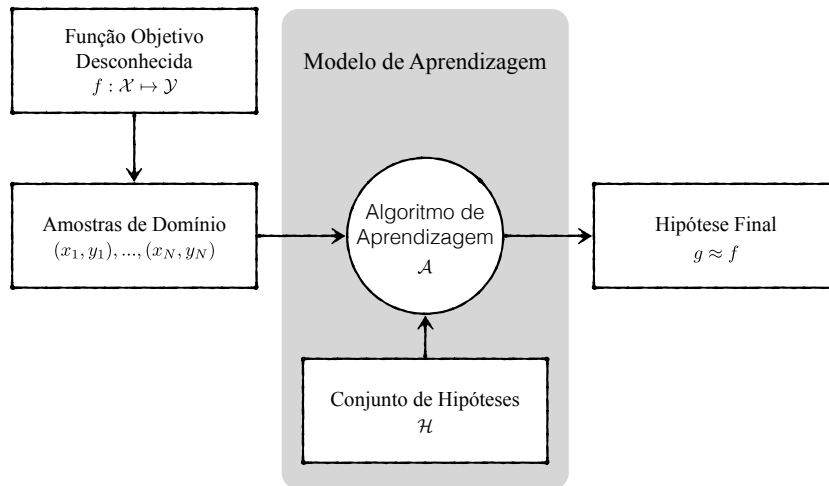 Função Objetivo
Desconhecida
f : 𝒳 ↦ 𝒴
Modelo de Aprendizagem
Amostras de Domínio
(x₁, y₁), ..., (x_N, y_N)
Algoritmo de
Aprendizagem
𝒜
Hipótese Final
g ≈ f
Conjunto de Hipóteses
ℋ